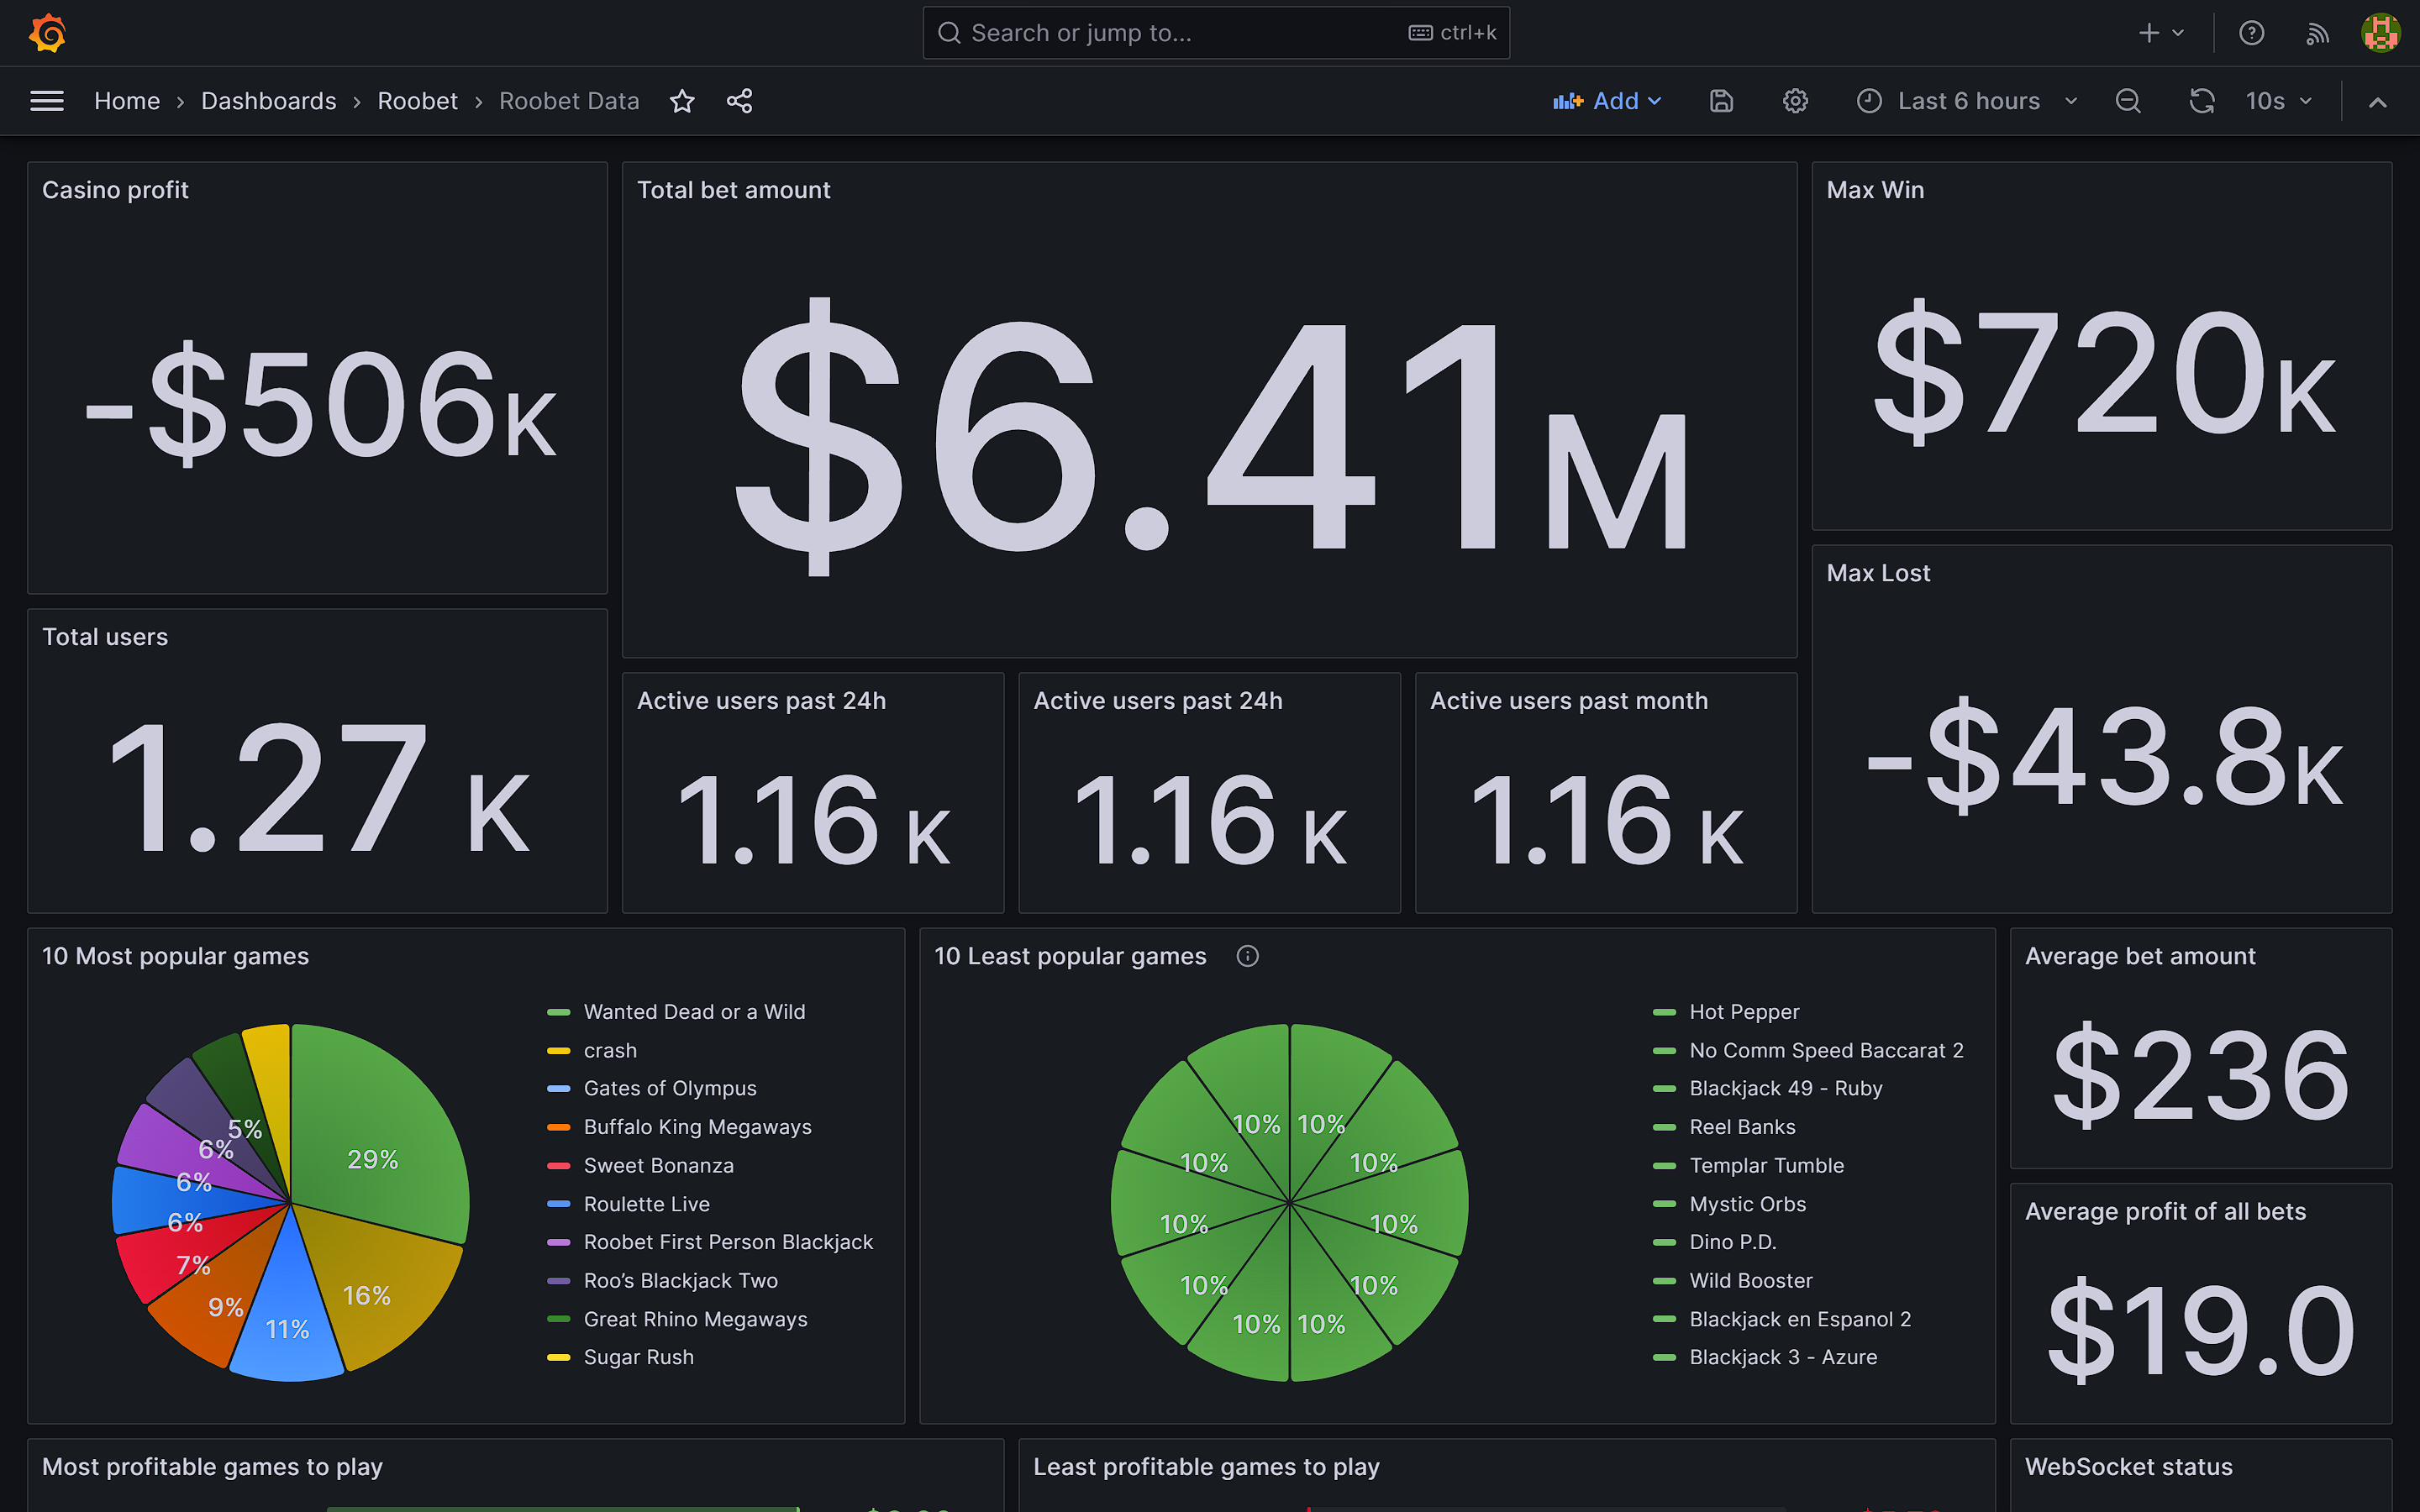 Search or jump to...
ctrl+k
Home › Dashboards › Roobet › Roobet Data
Add
Last 6 hours
10s
Casino profit
-$506K
Total bet amount
$6.41M
Max Win
$720K
Max Lost
-$43.8K
Total users
1.27 K
Active users past 24h
1.16 K
Active users past 24h
1.16 K
Active users past month
1.16 K
10 Most popular games
29%
16%
11%
9%
7%
6%
6%
6%
5%
Wanted Dead or a Wild
crash
Gates of Olympus
Buffalo King Megaways
Sweet Bonanza
Roulette Live
Roobet First Person Blackjack
Roo’s Blackjack Two
Great Rhino Megaways
Sugar Rush
10 Least popular games
10%
10%
10%
10%
10%
10%
10%
10%
10%
10%
Hot Pepper
No Comm Speed Baccarat 2
Blackjack 49 - Ruby
Reel Banks
Templar Tumble
Mystic Orbs
Dino P.D.
Wild Booster
Blackjack en Espanol 2
Blackjack 3 - Azure
Average bet amount
$236
Average profit of all bets
$19.0
Most profitable games to play
Least profitable games to play
WebSocket status